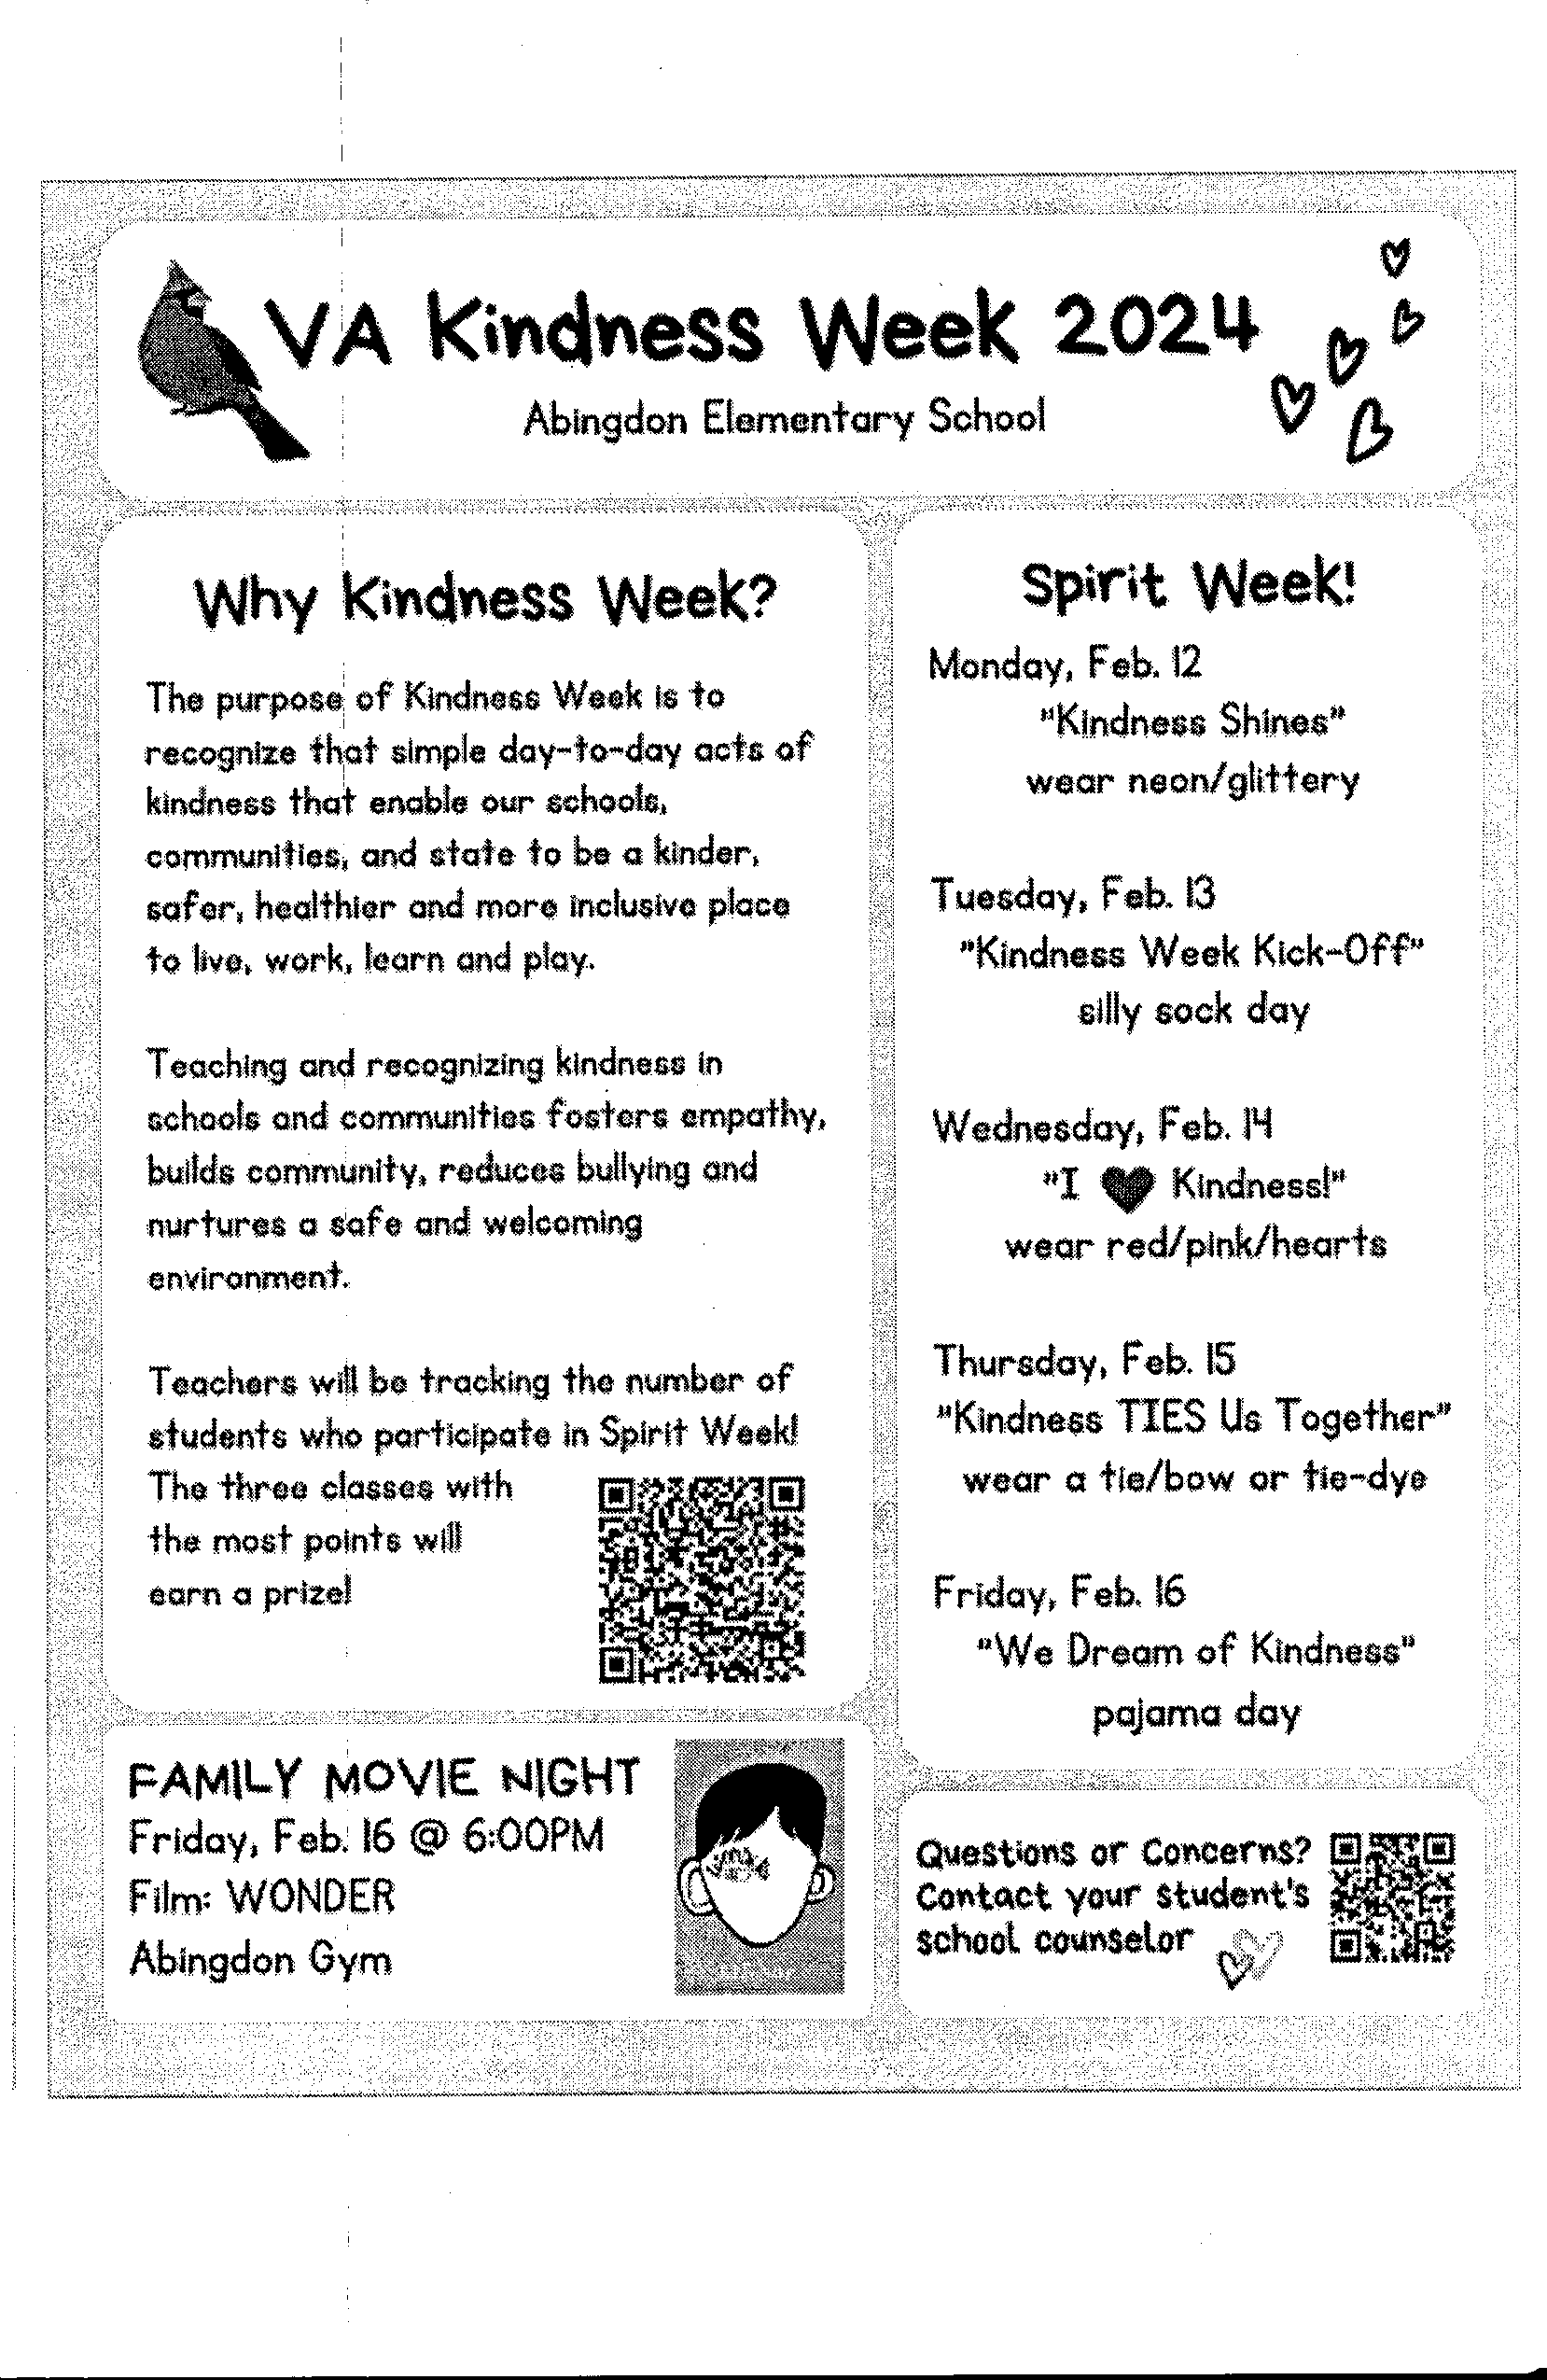 VA Kindness Week 2024
Abingdon Elementary School
Why Kindness Week?
The purpose of Kindness Week is to
recognize that simple day-to-day acts of
kindness that enable our schools,
communities, and state to be a kinder,
safer, healthier and more inclusive place
to live, work, learn and play.
Teaching and recognizing kindness in
schools and communities fosters empathy,
builds community, reduces bullying and
nurtures a safe and welcoming
environment.
Teachers will be tracking the number of
students who participate in Spirit Week!
The three classes with
the most points will
earn a prize!
FAMILY MOVIE NIGHT
Friday, Feb. 16 @ 6:00PM
Film: WONDER
Abingdon Gym
Spirit Week!
Monday, Feb. 12
"Kindness Shines"
wear neon/glittery
Tuesday, Feb. 13
"Kindness Week Kick-Off"
silly sock day
Wednesday, Feb. 14
"I ♥ Kindness!"
wear red/pink/hearts
Thursday, Feb. 15
"Kindness TIES Us Together"
wear a tie/bow or tie-dye
Friday, Feb. 16
"We Dream of Kindness"
pajama day
Questions or Concerns?
Contact your student's
school counselor